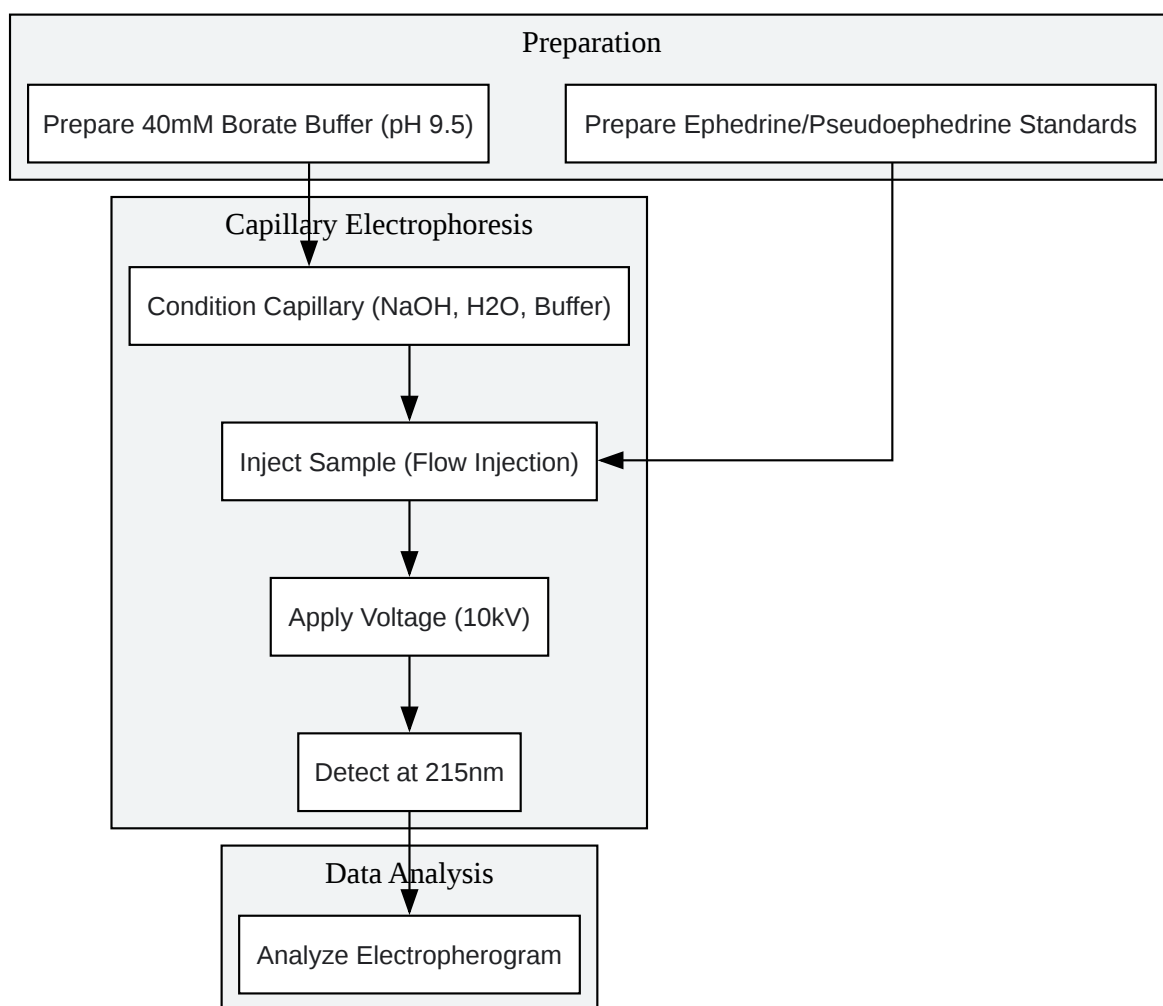 Preparation
Prepare 40mM Borate Buffer (pH 9.5)
Prepare Ephedrine/Pseudoephedrine Standards
Capillary Electrophoresis
Condition Capillary (NaOH, H2O, Buffer)
Inject Sample (Flow Injection)
Apply Voltage (10kV)
Detect at 215nm
Data Analysis
Analyze Electropherogram